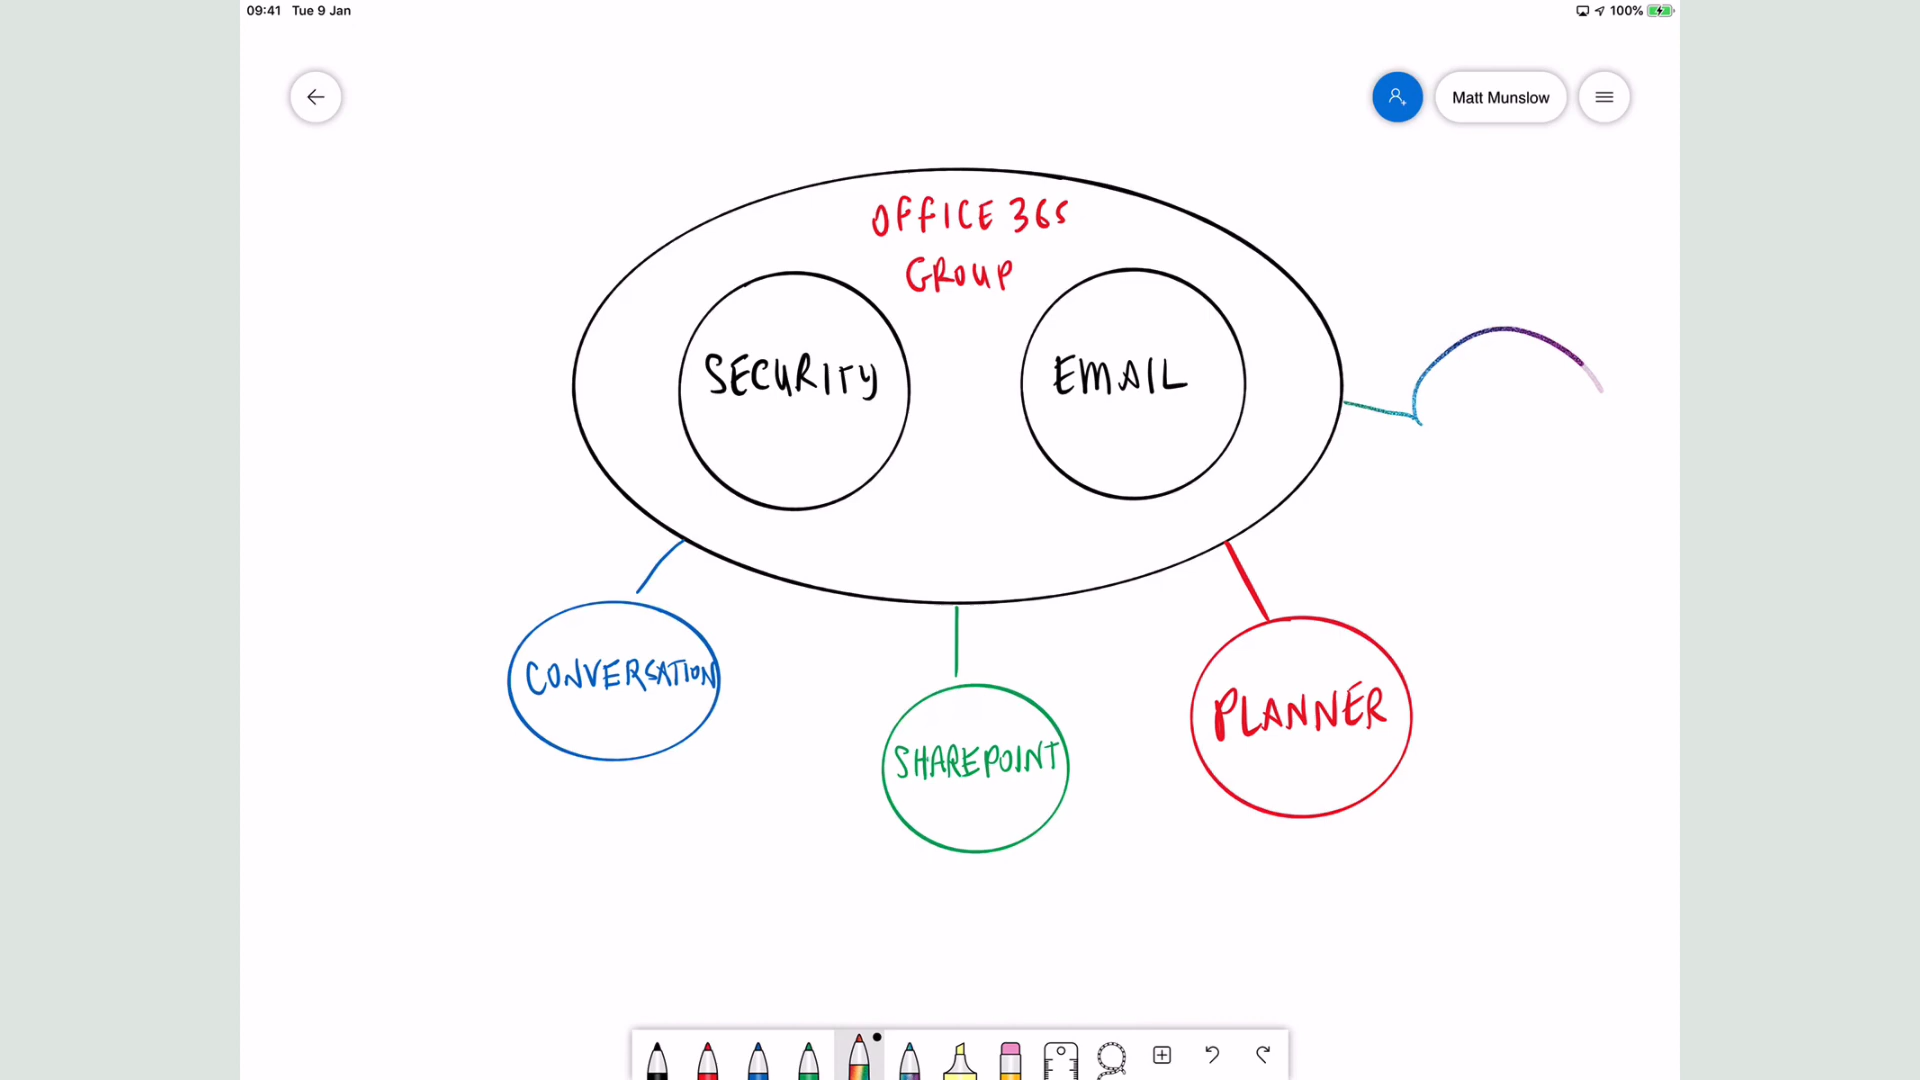 09:41 Tue 9 Jan
100%
Matt Munslow
OFFICE 365
GROUP
SECURITY
EMAIL
CONVERSATION
SHAREPOINT
PLANNER